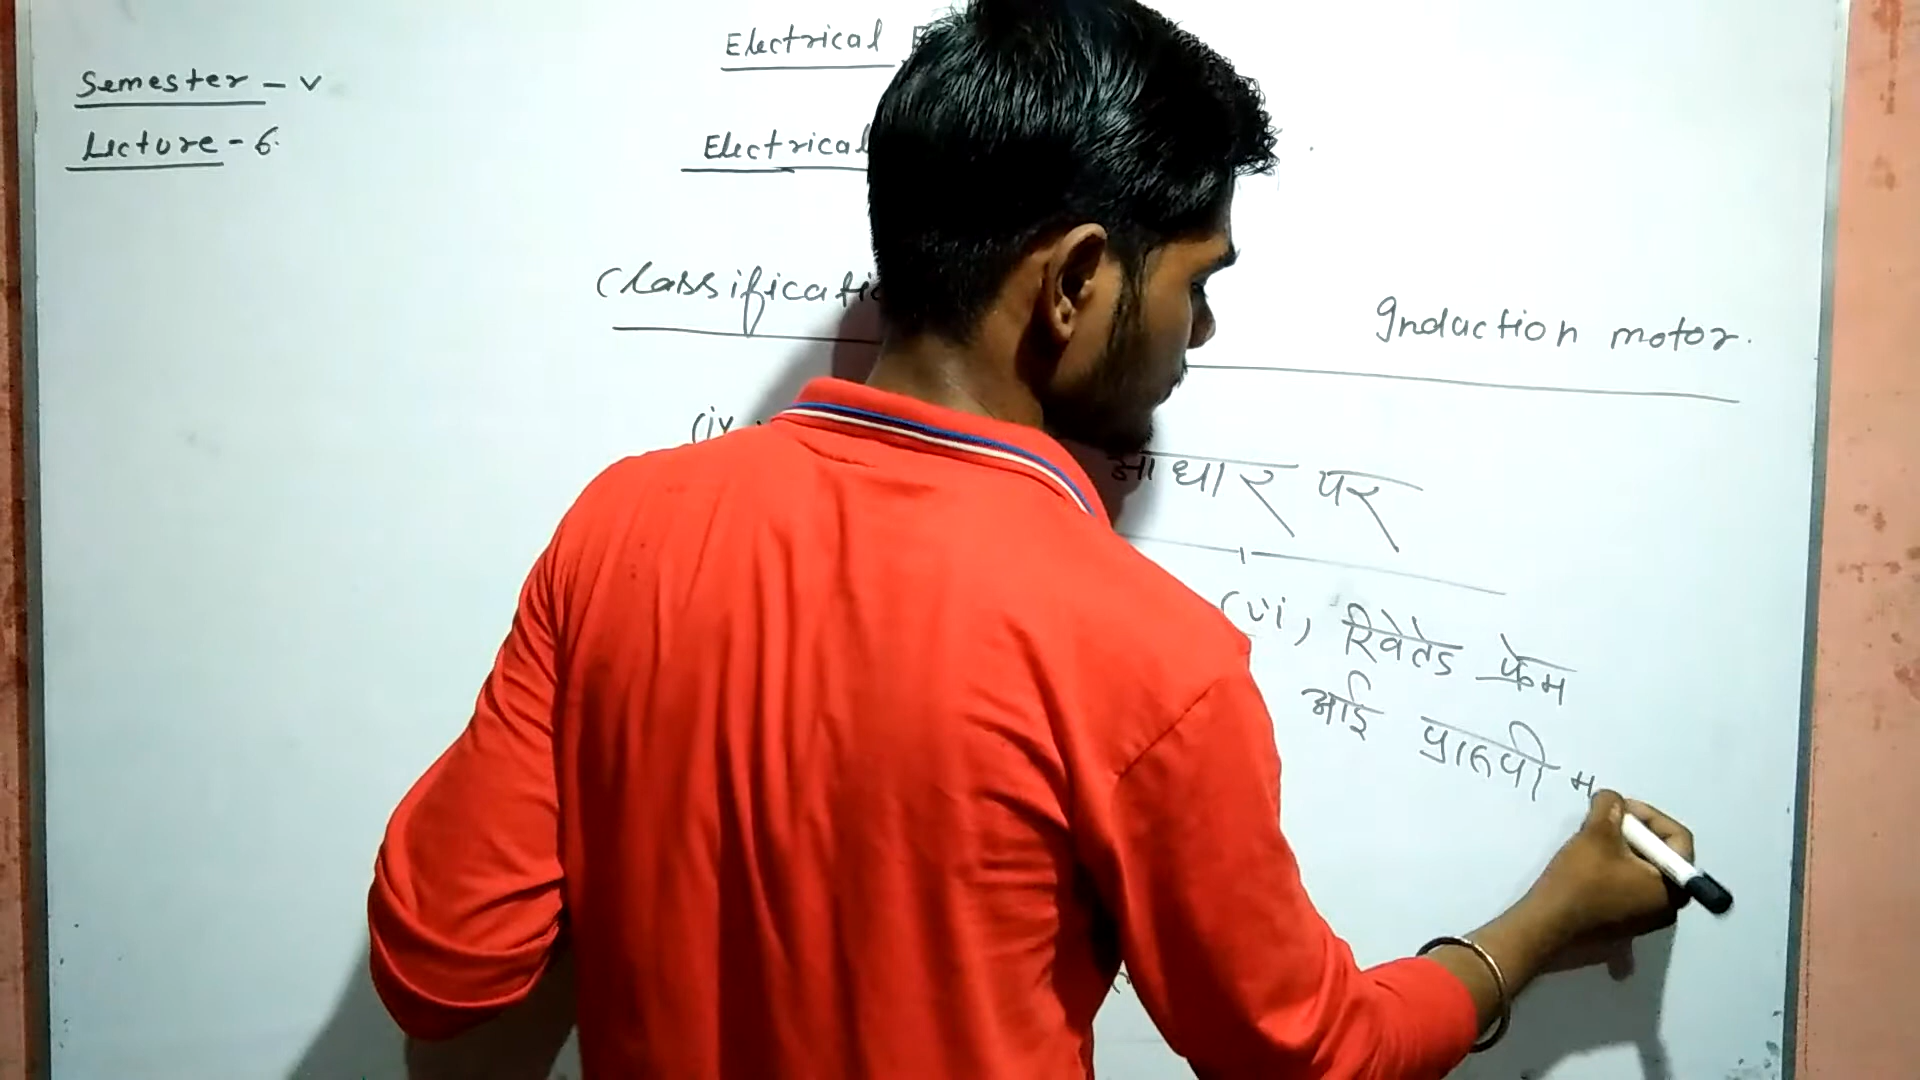 Electrical
Semester - V
Lecture - 6.
Electrical
Classificati
Induction motor.
(iv
आधार पर
(vi) रिवेटेड फ्रेम
आई प्रारूपी म